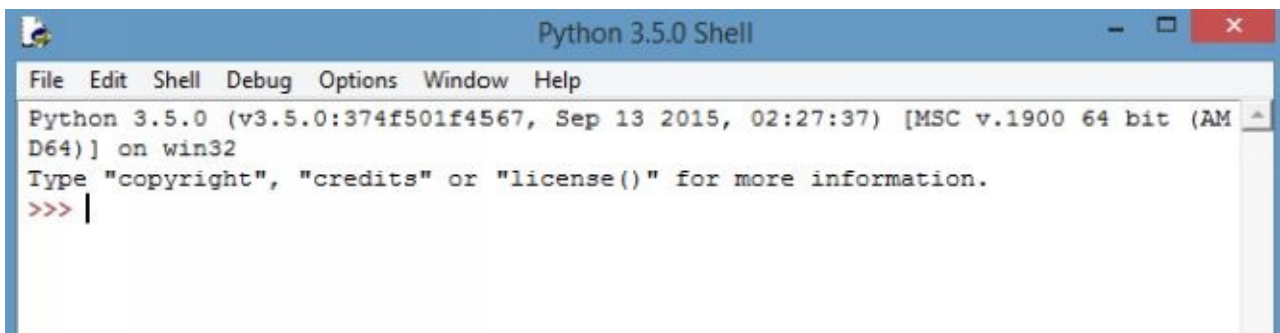 Python 3.5.0 Shell
File Edit Shell Debug Options Window Help
Python 3.5.0 (v3.5.0:374f501f4567, Sep 13 2015, 02:27:37) [MSC v.1900 64 bit (AM
D64)] on win32
Type "copyright", "credits" or "license()" for more information.
>>>